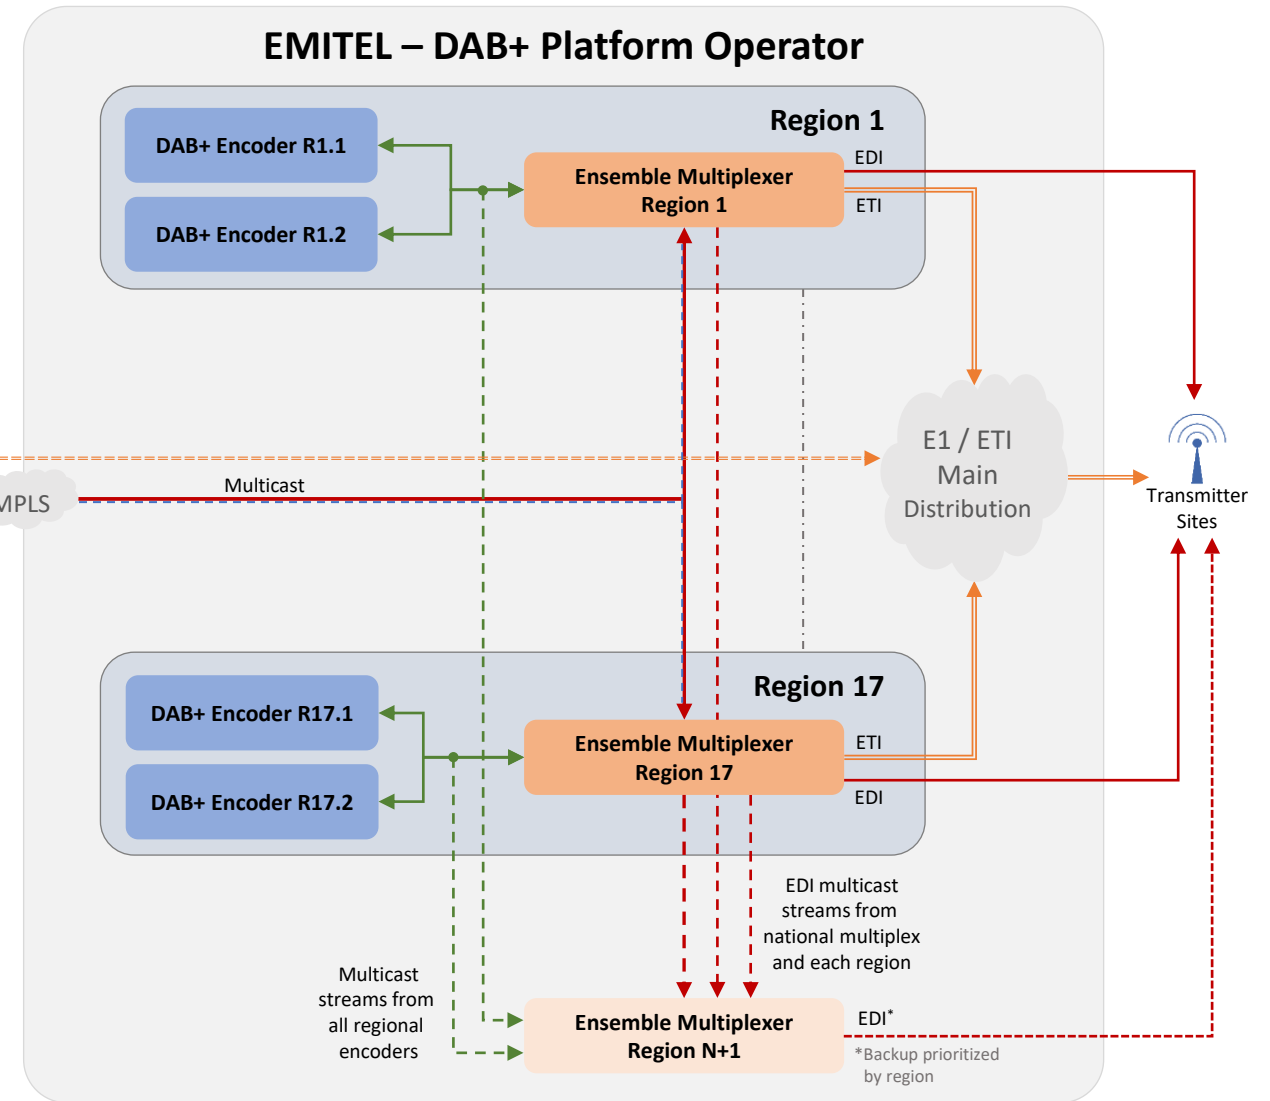 EMITEL – DAB+ Platform Operator
Region 1
DAB+ Encoder R1.1
DAB+ Encoder R1.2
Ensemble Multiplexer
Region 1
EDI
ETI
E1 / ETI
Main
Distribution
MPLS
Multicast
Transmitter
Sites
Region 17
DAB+ Encoder R17.1
DAB+ Encoder R17.2
Ensemble Multiplexer
Region 17
ETI
EDI
EDI multicast
streams from
national multiplex
and each region
Multicast
streams from
all regional
encoders
Ensemble Multiplexer
Region N+1
EDI*
*Backup prioritized
by region